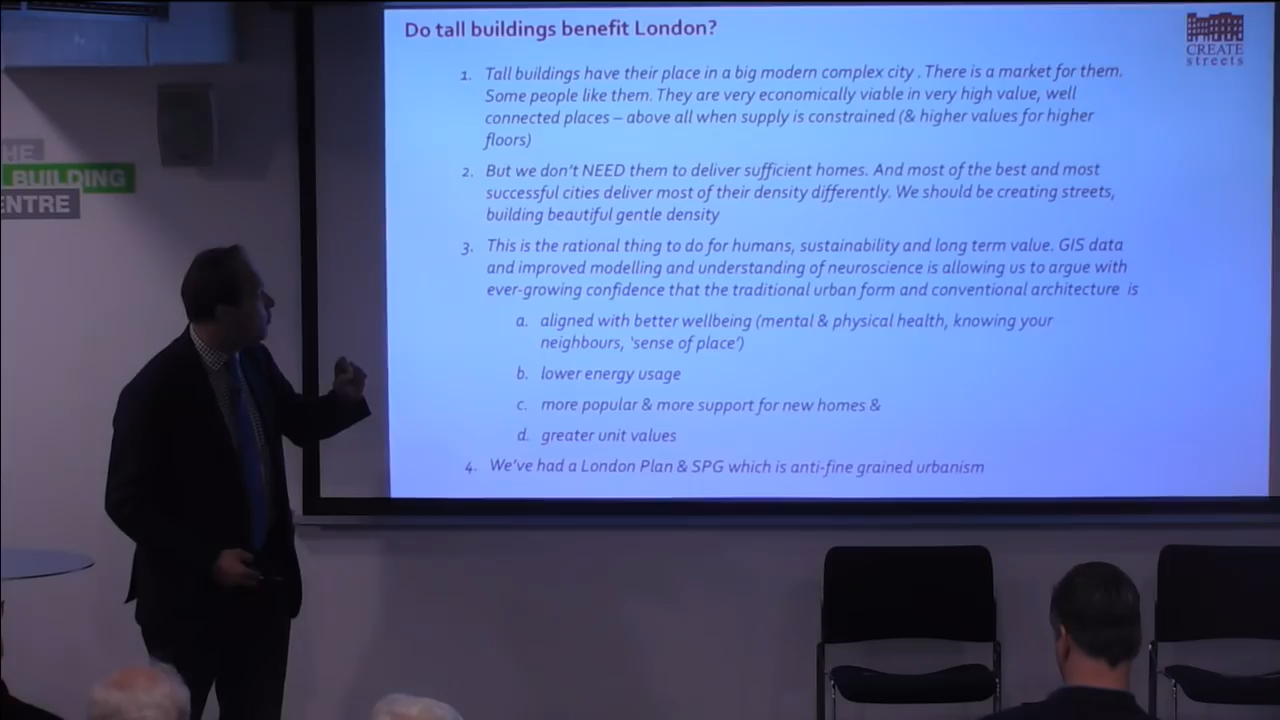 Do tall buildings benefit London?
CREATE
streets
1. Tall buildings have their place in a big modern complex city . There is a market for them.
Some people like them. They are very economically viable in very high value, well
connected places – above all when supply is constrained (& higher values for higher
floors)
2. But we don't NEED them to deliver sufficient homes. And most of the best and most
successful cities deliver most of their density differently. We should be creating streets,
building beautiful gentle density
3. This is the rational thing to do for humans, sustainability and long term value. GIS data
and improved modelling and understanding of neuroscience is allowing us to argue with
ever-growing confidence that the traditional urban form and conventional architecture is
a. aligned with better wellbeing (mental & physical health, knowing your
neighbours, 'sense of place')
b. lower energy usage
c. more popular & more support for new homes &
d. greater unit values
4. We've had a London Plan & SPG which is anti-fine grained urbanism
HE
BUILDING
ENTRE